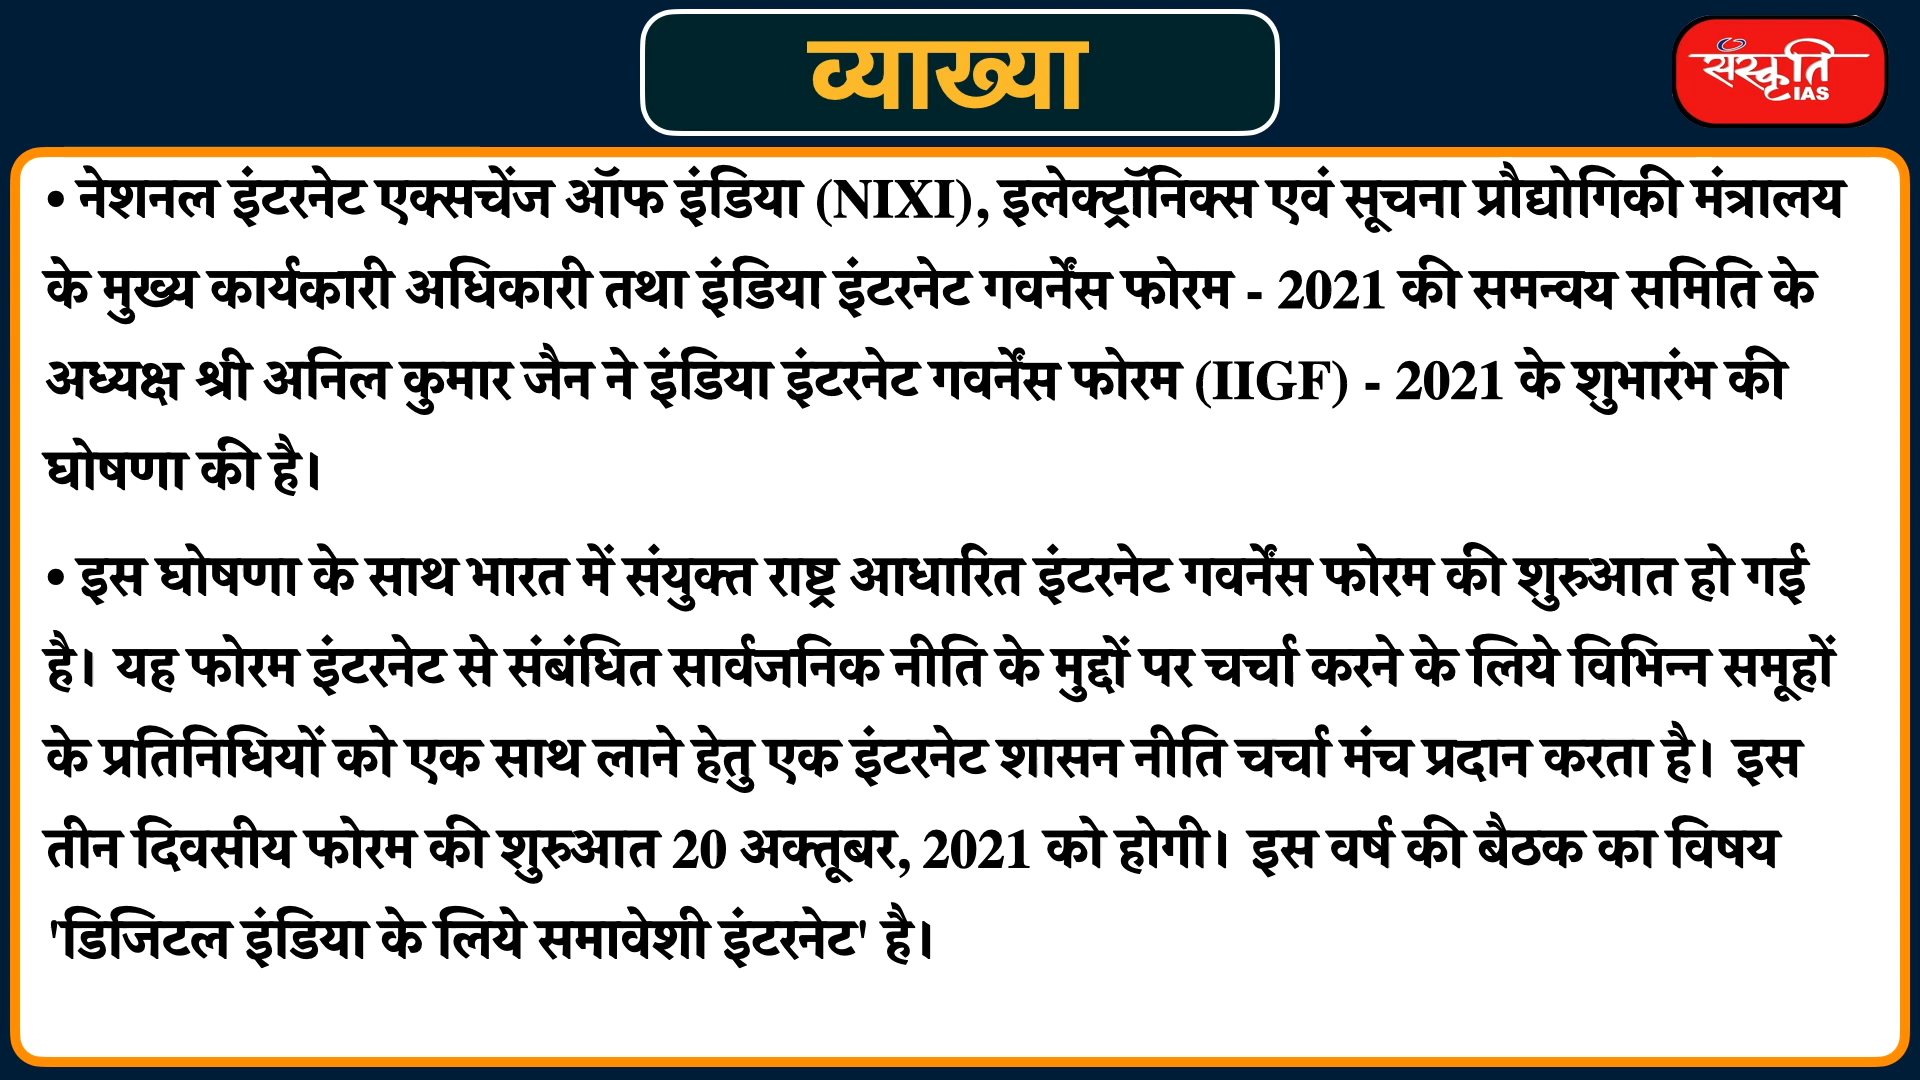 व्याख्या
संस्कृति
IAS
• नेशनल इंटरनेट एक्सचेंज ऑफ इंडिया (NIXI), इलेक्ट्रॉनिक्स एवं सूचना प्रौद्योगिकी मंत्रालय
के मुख्य कार्यकारी अधिकारी तथा इंडिया इंटरनेट गवर्नेंस फोरम - 2021 की समन्वय समिति के
अध्यक्ष श्री अनिल कुमार जैन ने इंडिया इंटरनेट गवर्नेंस फोरम (IIGF) - 2021 के शुभारंभ की
घोषणा की है।
• इस घोषणा के साथ भारत में संयुक्त राष्ट्र आधारित इंटरनेट गवर्नेंस फोरम की शुरुआत हो गई
है। यह फोरम इंटरनेट से संबंधित सार्वजनिक नीति के मुद्दों पर चर्चा करने के लिये विभिन्न समूहों
के प्रतिनिधियों को एक साथ लाने हेतु एक इंटरनेट शासन नीति चर्चा मंच प्रदान करता है। इस
तीन दिवसीय फोरम की शुरुआत 20 अक्तूबर, 2021 को होगी। इस वर्ष की बैठक का विषय
'डिजिटल इंडिया के लिये समावेशी इंटरनेट' है।